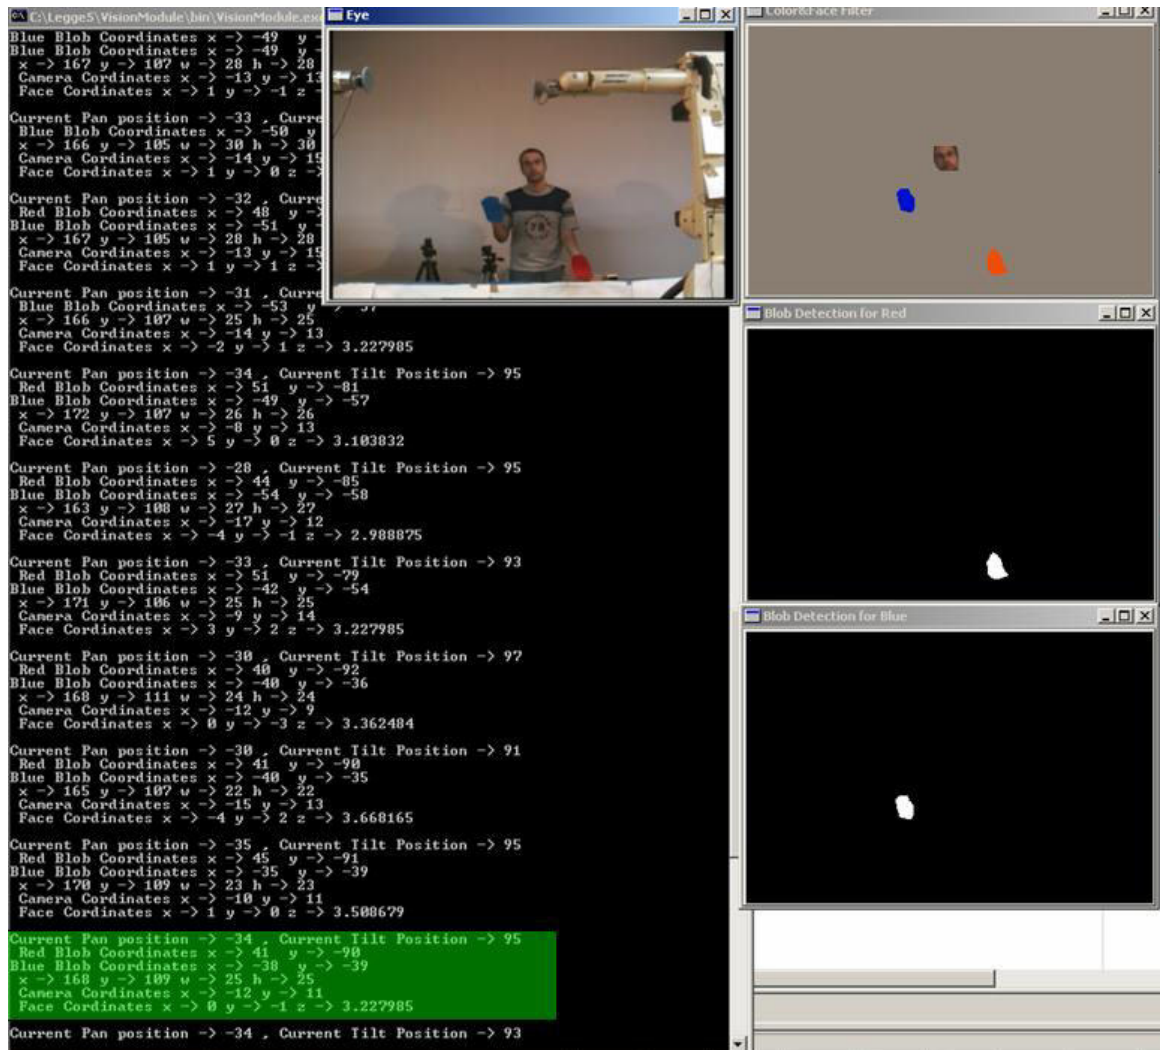 C:\Legge5\VisionModule\bin\VisionModule.exe
Blue Blob Coordinates x -> -49 y -
Blue Blob Coordinates x -> -49 y -
x -> 167 y -> 107 w -> 28 h -> 28
Camera Cordinates x -> -13 y -> 13
Face Cordinates x -> 1 y -> -1 z -
Current Pan position -> -33 , Curre
Blue Blob Coordinates x -> -50 y
x -> 166 y -> 105 w -> 30 h -> 30
Camera Cordinates x -> -14 y -> 15
Face Cordinates x -> 1 y -> 0 z ->
Current Pan position -> -32 , Curre
Red Blob Coordinates x -> 48 y ->
Blue Blob Coordinates x -> -51 y -
x -> 167 y -> 105 w -> 28 h -> 28
Camera Cordinates x -> -13 y -> 15
Face Cordinates x -> 1 y -> 1 z ->
Current Pan position -> -31 , Curre
Blue Blob Coordinates x -> -53 y -> -57
x -> 166 y -> 107 w -> 25 h -> 25
Camera Cordinates x -> -14 y -> 13
Face Cordinates x -> -2 y -> 1 z -> 3.227985
Current Pan position -> -34 , Current Tilt Position -> 95
Red Blob Coordinates x -> 51 y -> -81
Blue Blob Coordinates x -> -49 y -> -57
x -> 172 y -> 107 w -> 26 h -> 26
Camera Cordinates x -> -8 y -> 13
Face Cordinates x -> 5 y -> 0 z -> 3.103832
Current Pan position -> -28 , Current Tilt Position -> 95
Red Blob Coordinates x -> 44 y -> -85
Blue Blob Coordinates x -> -54 y -> -58
x -> 163 y -> 108 w -> 27 h -> 27
Camera Cordinates x -> -17 y -> 12
Face Cordinates x -> -4 y -> -1 z -> 2.988875
Current Pan position -> -33 , Current Tilt Position -> 93
Red Blob Coordinates x -> 51 y -> -79
Blue Blob Coordinates x -> -42 y -> -54
x -> 171 y -> 106 w -> 25 h -> 25
Camera Cordinates x -> -9 y -> 14
Face Cordinates x -> 3 y -> 2 z -> 3.227985
Current Pan position -> -30 , Current Tilt Position -> 97
Red Blob Coordinates x -> 40 y -> -92
Blue Blob Coordinates x -> -40 y -> -36
x -> 168 y -> 111 w -> 24 h -> 24
Camera Cordinates x -> -12 y -> 9
Face Cordinates x -> 0 y -> -3 z -> 3.362484
Current Pan position -> -30 , Current Tilt Position -> 91
Red Blob Coordinates x -> 41 y -> -90
Blue Blob Coordinates x -> -40 y -> -35
x -> 165 y -> 107 w -> 22 h -> 22
Camera Cordinates x -> -15 y -> 13
Face Cordinates x -> -4 y -> 2 z -> 3.668165
Current Pan position -> -35 , Current Tilt Position -> 95
Red Blob Coordinates x -> 45 y -> -91
Blue Blob Coordinates x -> -35 y -> -39
x -> 170 y -> 109 w -> 23 h -> 23
Camera Cordinates x -> -10 y -> 11
Face Cordinates x -> 1 y -> 0 z -> 3.508679
Current Pan position -> -34 , Current Tilt Position -> 95
Red Blob Coordinates x -> 41 y -> -90
Blue Blob Coordinates x -> -38 y -> -39
x -> 168 y -> 109 w -> 25 h -> 25
Camera Cordinates x -> -12 y -> 11
Face Cordinates x -> 0 y -> -1 z -> 3.227985
Current Pan position -> -34 , Current Tilt Position -> 93
Eye
Color&Face Filter
Blob Detection for Red
Blob Detection for Blue